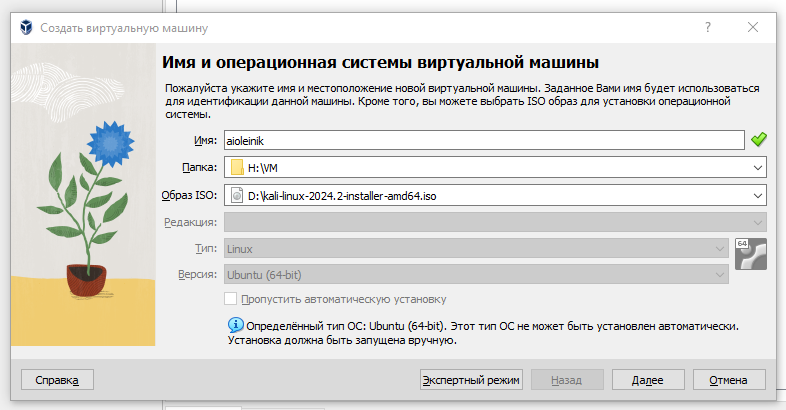 Создать виртуальную машину
? ×
Имя и операционная системы виртуальной машины
Пожалуйста укажите имя и местоположение новой виртуальной машины. Заданное Вами имя будет использоваться
для идентификации данной машины. Кроме того, вы можете выбрать ISO образ для установки операционной
системы.
Имя: aioleinik
Папка: H:\VM
Образ ISO: D:\kali-linux-2024.2-installer-amd64.iso
Редакция:
Тип: Linux 64
Версия: Ubuntu (64-bit)
Пропустить автоматическую установку
Определённый тип ОС: Ubuntu (64-bit). Этот тип ОС не может быть установлен автоматически.
Установка должна быть запущена вручную.
Справка Экспертный режим Назад Далее Отмена